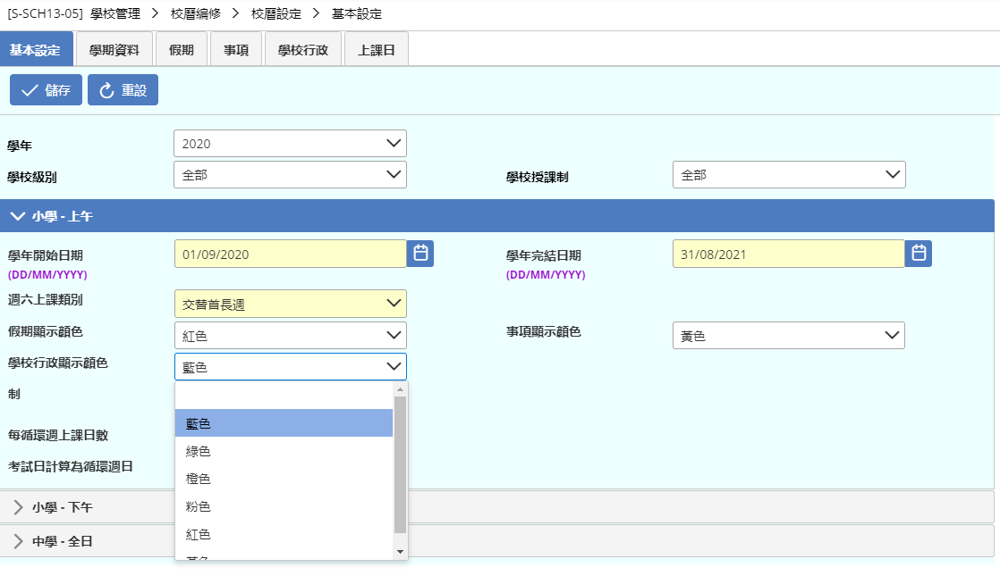 [S-SCH13-05] 學校管理 > 校曆編修 > 校曆設定 > 基本設定
基本設定 學期資料 假期 事項 學校行政 上課日
儲存 重設
學年 2020
學校級別 全部 學校授課制 全部
小學 - 上午
學年開始日期 01/09/2020 學年完結日期 31/08/2021
(DD/MM/YYYY) (DD/MM/YYYY)
週六上課類別 交替首長週
假期顯示顏色 紅色 事項顯示顏色 黃色
學校行政顯示顏色 藍色
制
藍色
每循環週上課日數
綠色
考試日計算為循環週日
橙色
小學 - 下午
粉色
中學 - 全日
紅色